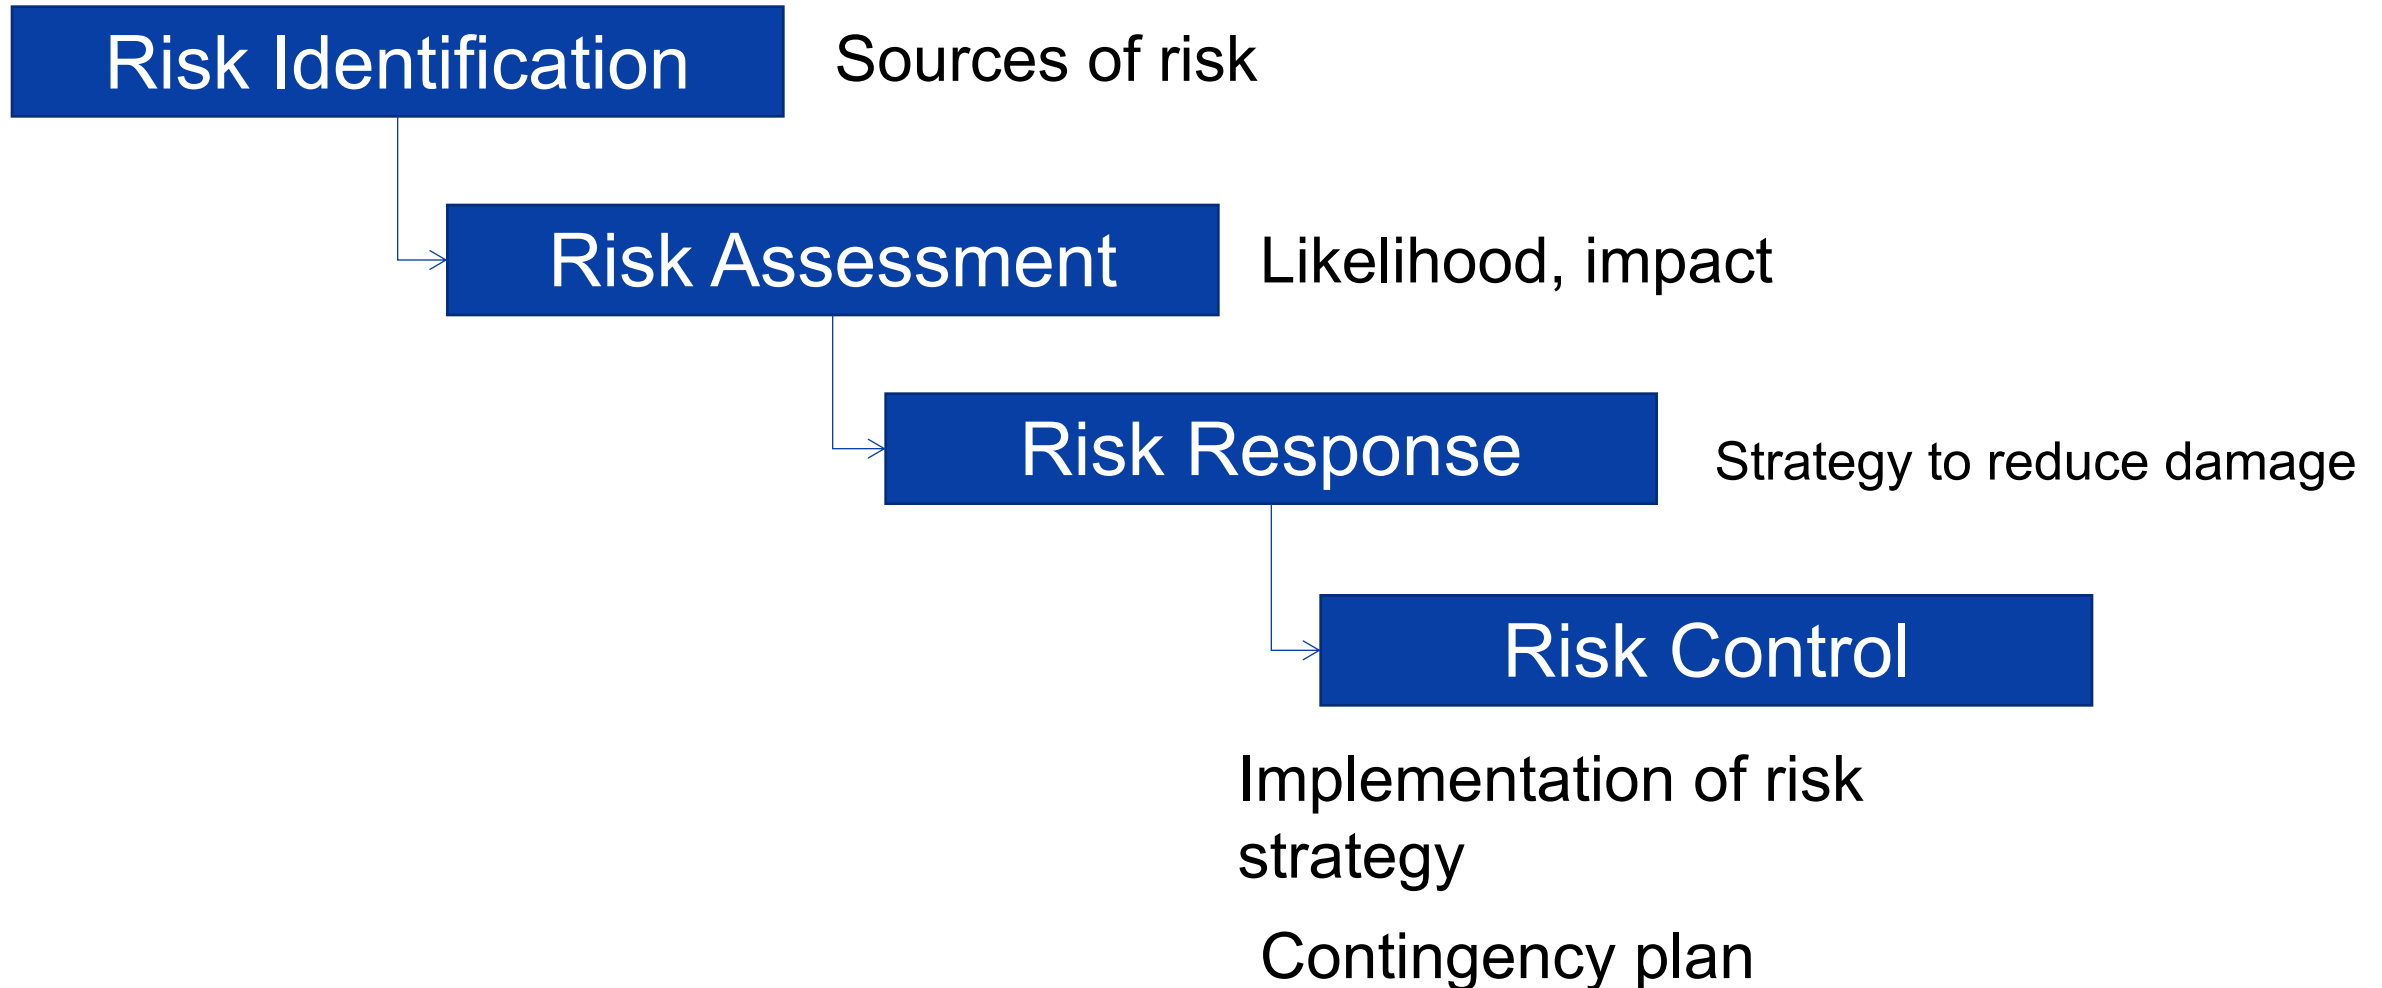 Risk Identification
Sources of risk
Risk Assessment
Likelihood, impact
Risk Response
Strategy to reduce damage
Risk Control
Implementation of risk
strategy
Contingency plan